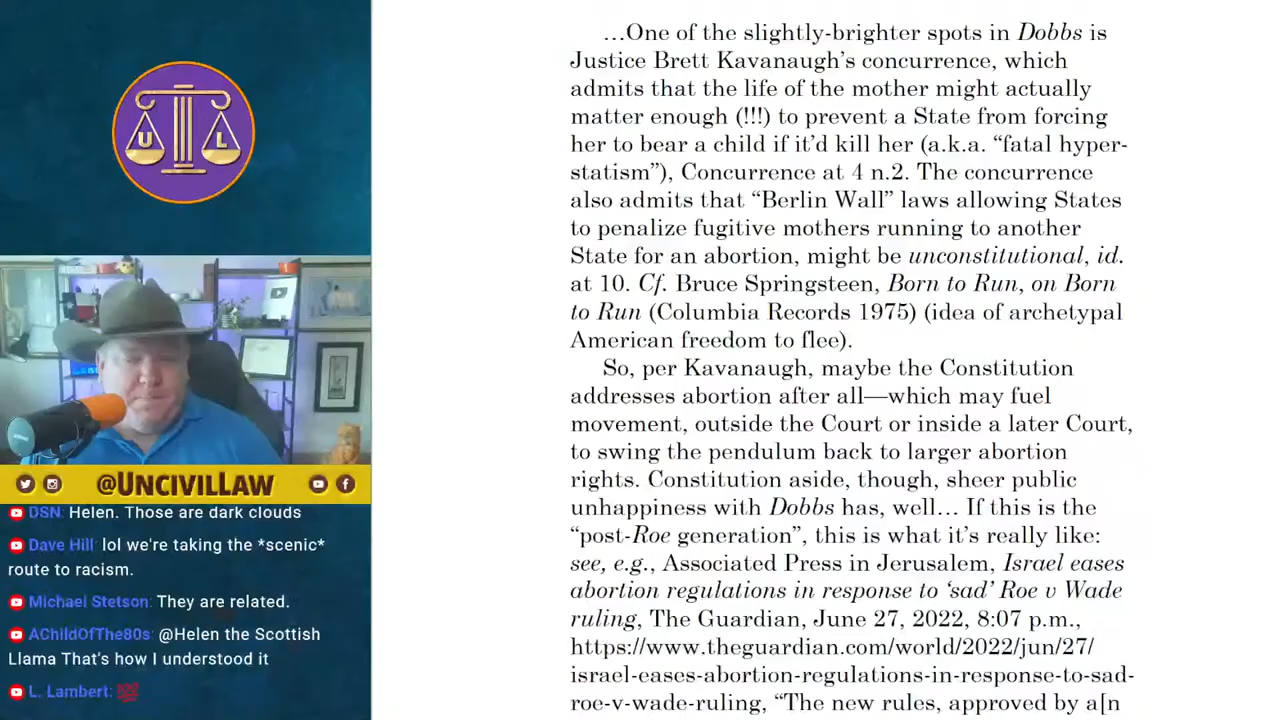 U L
@UNCIVILLAW
DSN: Helen. Those are dark clouds
Dave Hill: lol we're taking the *scenic*
route to racism.
Michael Stetson: They are related.
AChildOfThe80s: @Helen the Scottish
Llama That's how I understood it
L. Lambert: 💯
…One of the slightly-brighter spots in Dobbs is
Justice Brett Kavanaugh's concurrence, which
admits that the life of the mother might actually
matter enough (!!!) to prevent a State from forcing
her to bear a child if it'd kill her (a.k.a. “fatal hyper-
statism”), Concurrence at 4 n.2. The concurrence
also admits that “Berlin Wall” laws allowing States
to penalize fugitive mothers running to another
State for an abortion, might be unconstitutional, id.
at 10. Cf. Bruce Springsteen, Born to Run, on Born
to Run (Columbia Records 1975) (idea of archetypal
American freedom to flee).
So, per Kavanaugh, maybe the Constitution
addresses abortion after all—which may fuel
movement, outside the Court or inside a later Court,
to swing the pendulum back to larger abortion
rights. Constitution aside, though, sheer public
unhappiness with Dobbs has, well… If this is the
“post-Roe generation”, this is what it's really like:
see, e.g., Associated Press in Jerusalem, Israel eases
abortion regulations in response to ‘sad’ Roe v Wade
ruling, The Guardian, June 27, 2022, 8:07 p.m.,
https://www.theguardian.com/world/2022/jun/27/
israel-eases-abortion-regulations-in-response-to-sad-
roe-v-wade-ruling, “The new rules, approved by a[n